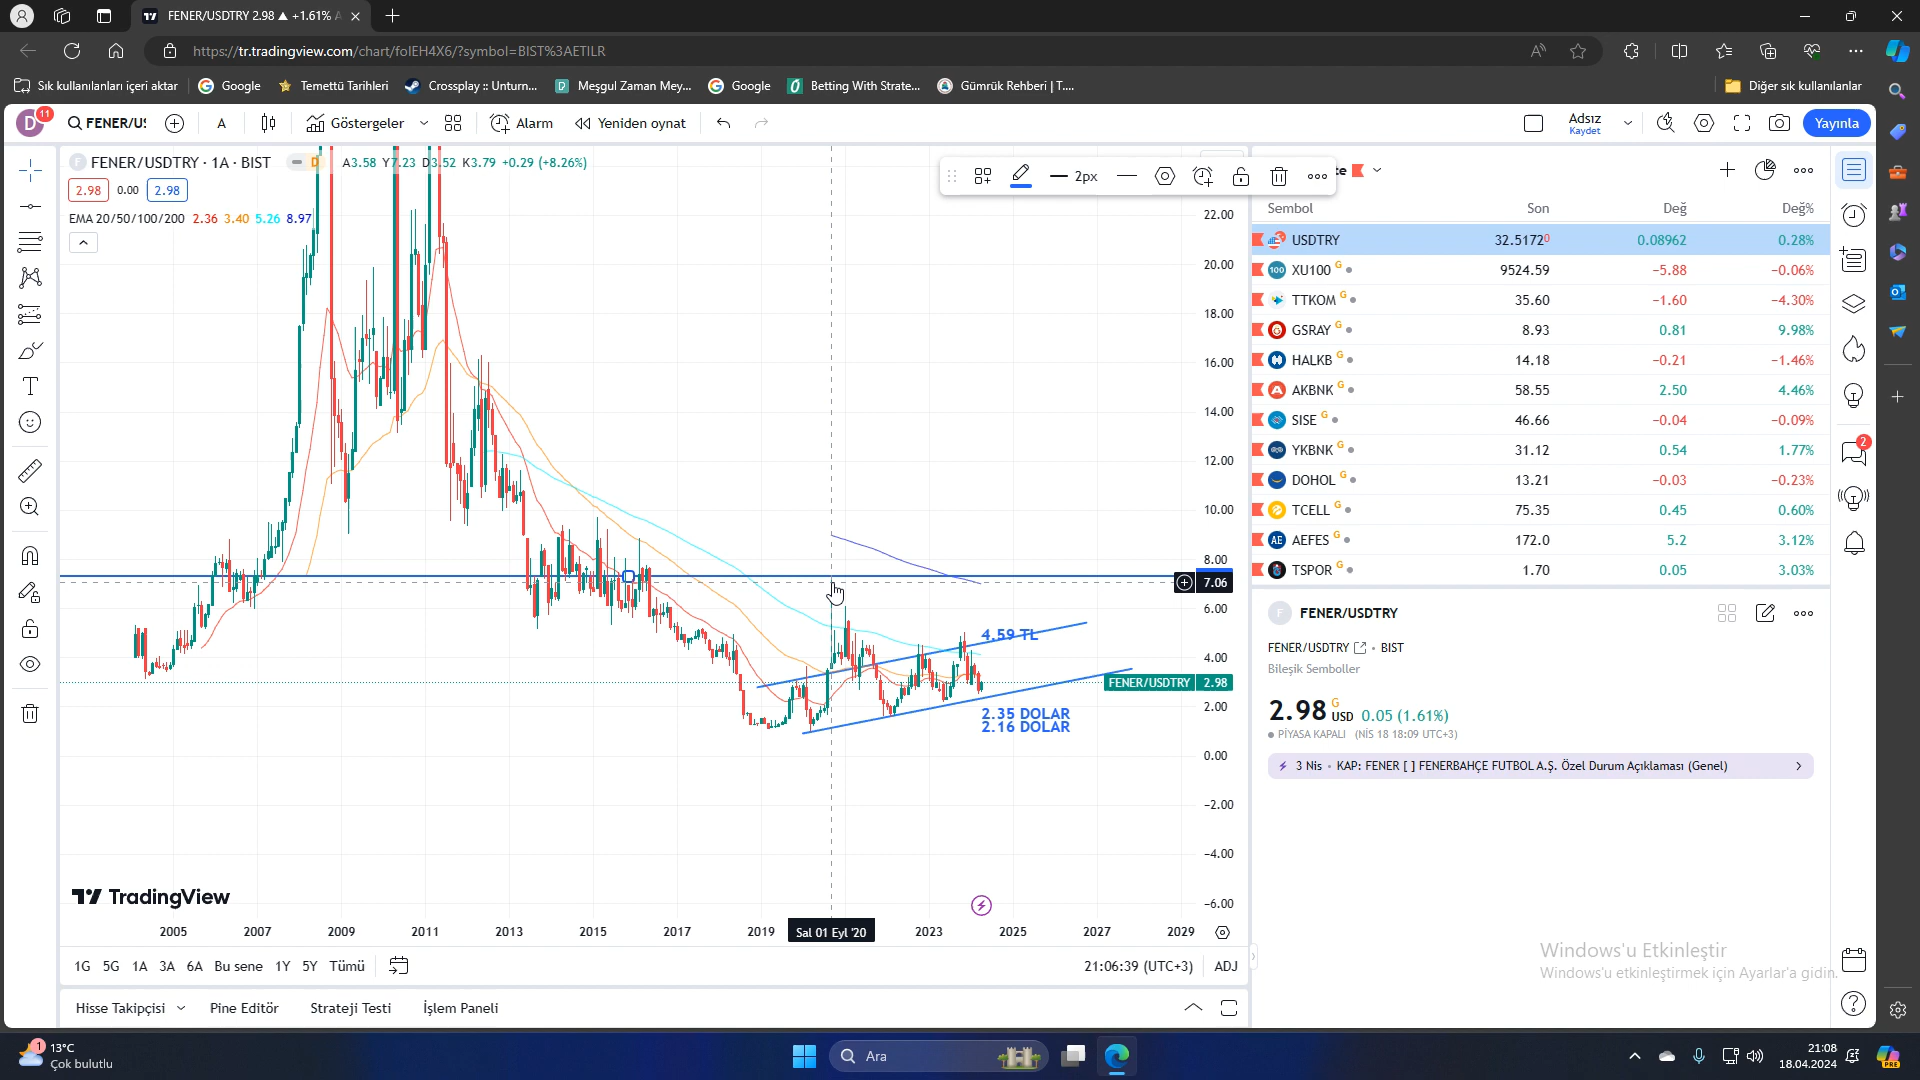 FENER/USDTRY 2.98 ▲ +1.61% A
https://tr.tradingview.com/chart/folEH4X6/?symbol=BIST%3AETILR
Sık kullanılanları içeri aktar
Google
Temettü Tarihleri
Crossplay :: Unturn...
Meşgul Zaman Mey...
Google
Betting With Strate...
Gümrük Rehberi | T....
Diğer sık kullanılanlar
D 11
FENER/US
A
Göstergeler
Alarm
Yeniden oynat
Adsız
Kaydet
Yayınla
FENER/USDTRY · 1A · BIST
D
A3.58 Y7.23 D3.52 K3.79 +0.29 (+8.26%)
2.98 0.00 2.98
EMA 20/50/100/200 2.36 3.40 5.26 8.97
2px
22.00
20.00
18.00
16.00
14.00
12.00
10.00
8.00
7.06
6.00
4.00
FENER/USDTRY 2.98
2.00
0.00
-2.00
-4.00
-6.00
4.59 TL
2.35 DOLAR
2.16 DOLAR
TradingView
2005 2007 2009 2011 2013 2015 2017 2019 Sal 01 Eyl '20 2023 2025 2027 2029
1G 5G 1A 3A 6A Bu sene 1Y 5Y Tümü
21:06:39 (UTC+3) ADJ
Hisse Takipçisi
Pine Editör
Strateji Testi
İşlem Paneli
Sembol Son Değ Değ%
USDTRY 32.5172⁰ 0.08962 0.28%
XU100 G 9524.59 -5.88 -0.06%
TTKOM G 35.60 -1.60 -4.30%
GSRAY G 8.93 0.81 9.98%
HALKB G 14.18 -0.21 -1.46%
AKBNK G 58.55 2.50 4.46%
SISE G 46.66 -0.04 -0.09%
YKBNK G 31.12 0.54 1.77%
DOHOL G 13.21 -0.03 -0.23%
TCELL G 75.35 0.45 0.60%
AEFES G 172.0 5.2 3.12%
TSPOR G 1.70 0.05 3.03%
F FENER/USDTRY
FENER/USDTRY · BIST
Bileşik Semboller
2.98 G USD 0.05 (1.61%)
PİYASA KAPALI (NİS 18 18:09 UTC+3)
3 Nis · KAP: FENER [ ] FENERBAHÇE FUTBOL A.Ş. Özel Durum Açıklaması (Genel)
2
Windows'u Etkinleştir
Windows'u etkinleştirmek için Ayarlar'a gidin.
1
13°C
Çok bulutlu
Ara
21:08
18.04.2024
PRE